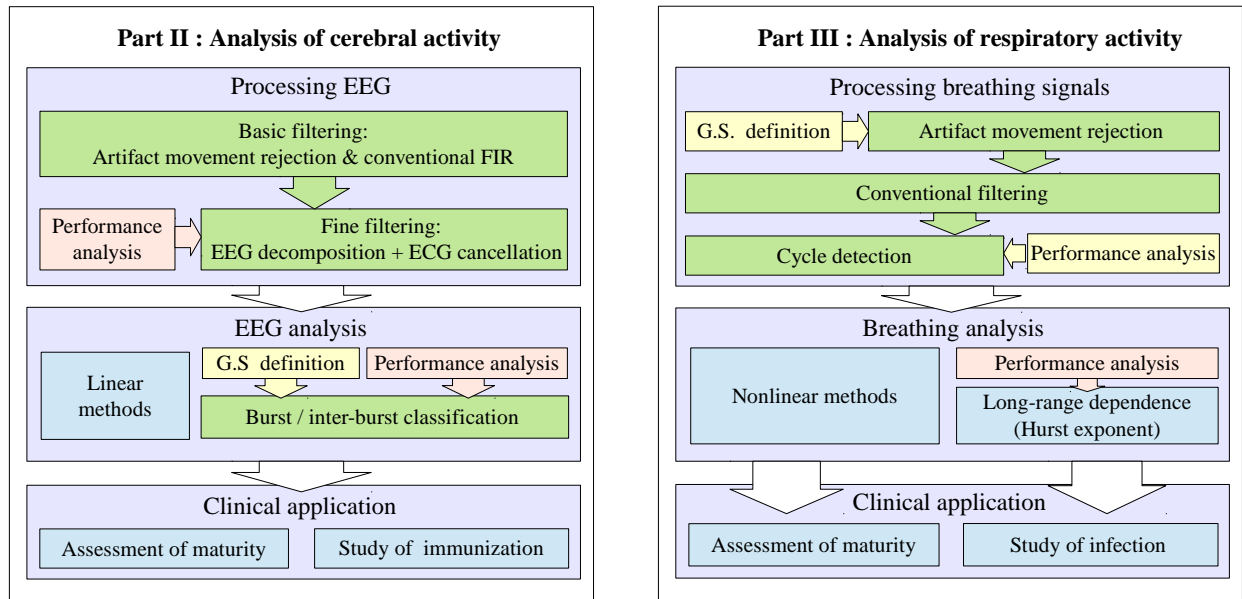 Part II : Analysis of cerebral activity
Processing EEG
Basic filtering:
Artifact movement rejection & conventional FIR
Performance
analysis
Fine filtering:
EEG decomposition + ECG cancellation
EEG analysis
Linear
methods
G.S definition
Performance analysis
Burst / inter-burst classification
Clinical application
Assessment of maturity
Study of immunization
Part III : Analysis of respiratory activity
Processing breathing signals
G.S. definition
Artifact movement rejection
Conventional filtering
Cycle detection
Performance analysis
Breathing analysis
Nonlinear methods
Performance analysis
Long-range dependence
(Hurst exponent)
Clinical application
Assessment of maturity
Study of infection